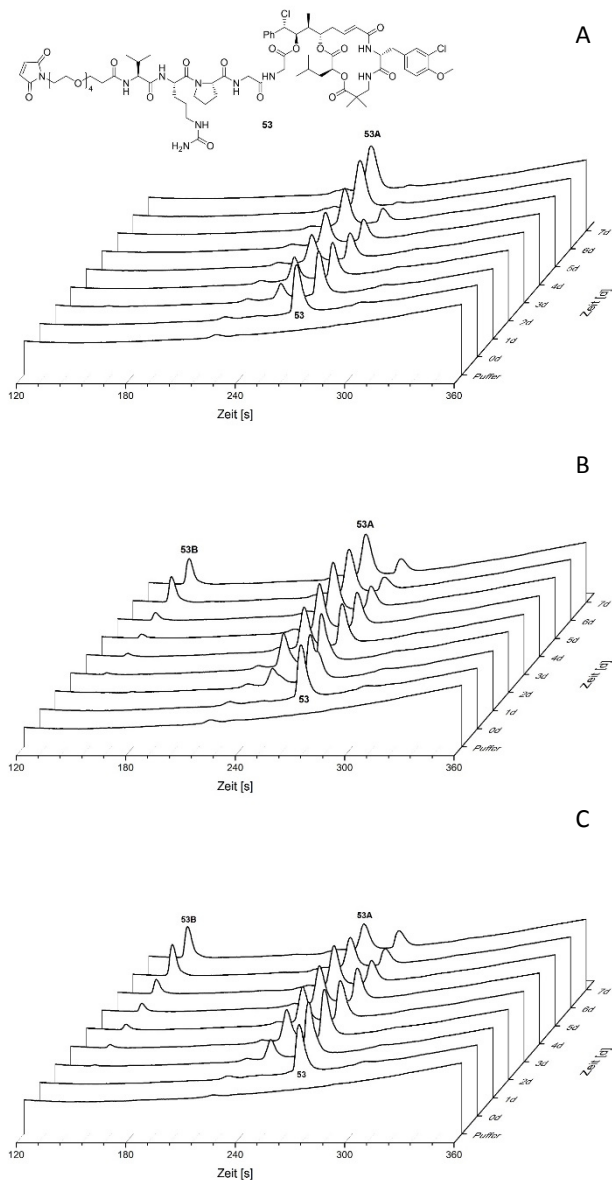 A
Cl
Ph
O
O O O HN Cl
O
O O O O H O O O O
N O N N N N N O NH O
O 4 H O H
O O
HN
H₂N O
53
53A
53
7d
6d
5d
4d
3d
2d
1d
0d
Puffer
Zeit [d]
120 180 240 300 360
Zeit [s]
B
53B
53A
53
7d
6d
5d
4d
3d
2d
1d
0d
Puffer
Zeit [d]
120 180 240 300 360
Zeit [s]
C
53B
53A
53
7d
6d
5d
4d
3d
2d
1d
0d
Puffer
Zeit [d]
120 180 240 300 360
Zeit [s]